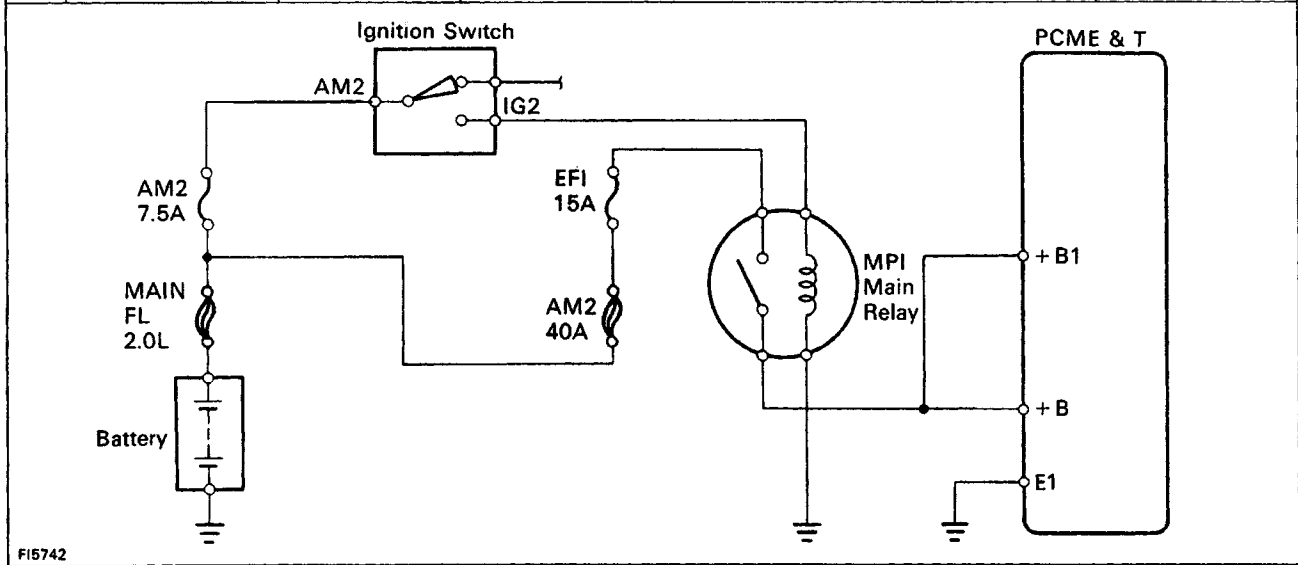 Ignition Switch
PCME & T
AM2
IG2
AM2
7.5A
EFI
15A
+ B1
MPI
Main
Relay
MAIN
FL
2.0L
AM2
40A
+ B
Battery
E1
FI5742